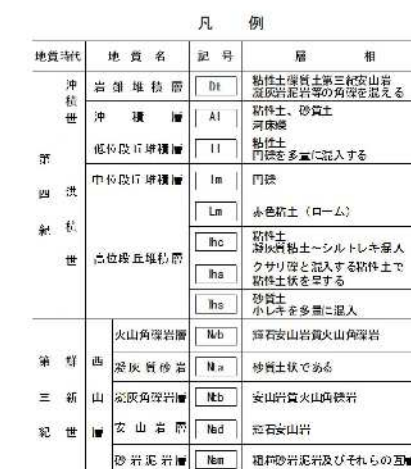 凡 例
地質時代 地質名 記号 層相
第四紀 沖積世 岩錐堆積層 Dt 粘性土礫質土第三紀安山岩
凝灰岩泥岩等の角礫を混える
沖積層 Al 粘性土、砂質土
河床礫
洪積世 低位段丘堆積層 粘性土
円礫を多量に混入する
中位段丘堆積層 Im 円礫
Lm 赤色粘土（ローム）
高位段丘堆積層 Ihc 粘性土
凝灰質粘土～シルトレキ混入
Iha クサリ礫と混入する粘性土で
粘性土状を呈する
Ihs 砂質土
小レキを多量に混入
第三紀 新世 西山層 火山角礫岩層 Nvb 輝石安山岩質火山角礫岩
凝灰質砂岩 砂質土状である
凝灰角礫岩層 Ntb 安山岩質火山角礫岩
安山岩層 Nad 輝石安山岩
砂岩泥岩層 Nsm 粗粒砂岩泥岩及びそれらの互層